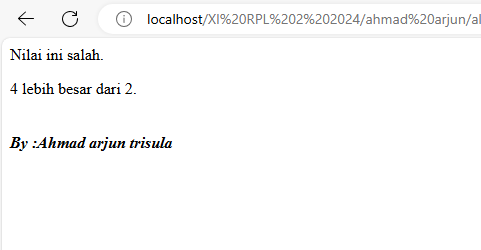 localhost/XI%20RPL%202%202024/ahmad%20arjun/al
Nilai ini salah.
4 lebih besar dari 2.
By :Ahmad arjun trisula